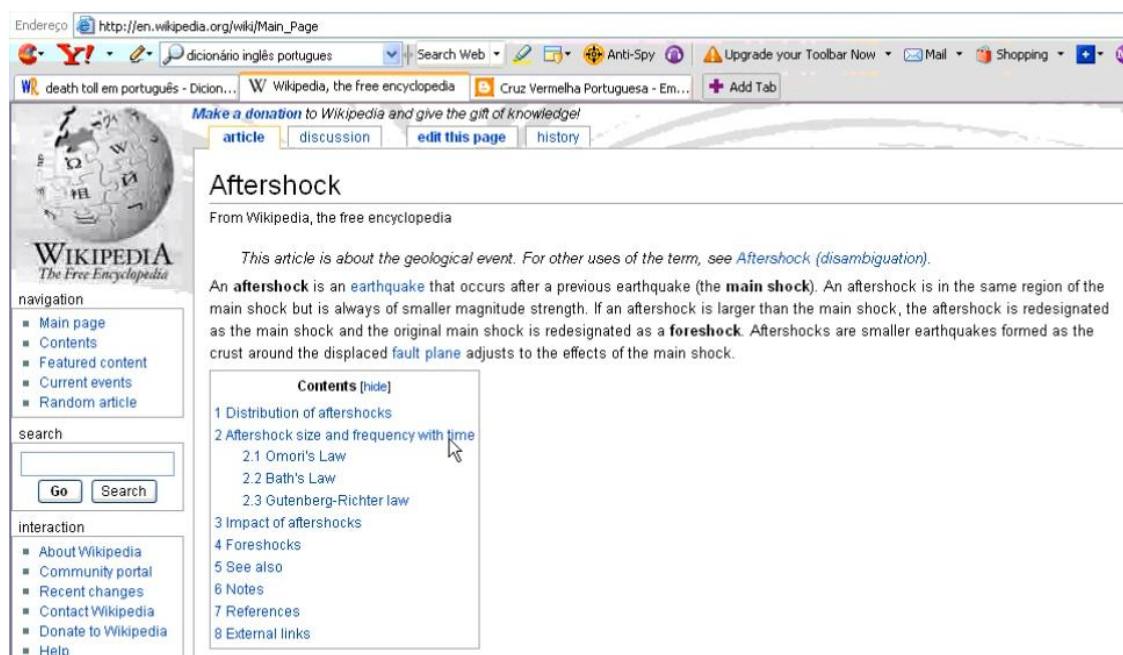 Endereço http://en.wikipedia.org/wiki/Main_Page
Y! dicionário inglês portugues Search Web Anti-Spy Upgrade your Toolbar Now Mail Shopping
WR death toll em português - Dicion... W Wikipedia, the free encyclopedia Cruz Vermelha Portuguesa - Em... Add Tab
Make a donation to Wikipedia and give the gift of knowledge!
article discussion edit this page history
Aftershock
From Wikipedia, the free encyclopedia
This article is about the geological event. For other uses of the term, see Aftershock (disambiguation).
An aftershock is an earthquake that occurs after a previous earthquake (the main shock). An aftershock is in the same region of the
main shock but is always of smaller magnitude strength. If an aftershock is larger than the main shock, the aftershock is redesignated
as the main shock and the original main shock is redesignated as a foreshock. Aftershocks are smaller earthquakes formed as the
crust around the displaced fault plane adjusts to the effects of the main shock.
Contents [hide]
1 Distribution of aftershocks
2 Aftershock size and frequency with time
2.1 Omori's Law
2.2 Bath's Law
2.3 Gutenberg-Richter law
3 Impact of aftershocks
4 Foreshocks
5 See also
6 Notes
7 References
8 External links
WIKIPEDIA
The Free Encyclopedia
navigation
Main page
Contents
Featured content
Current events
Random article
search
Go Search
interaction
About Wikipedia
Community portal
Recent changes
Contact Wikipedia
Donate to Wikipedia
Help